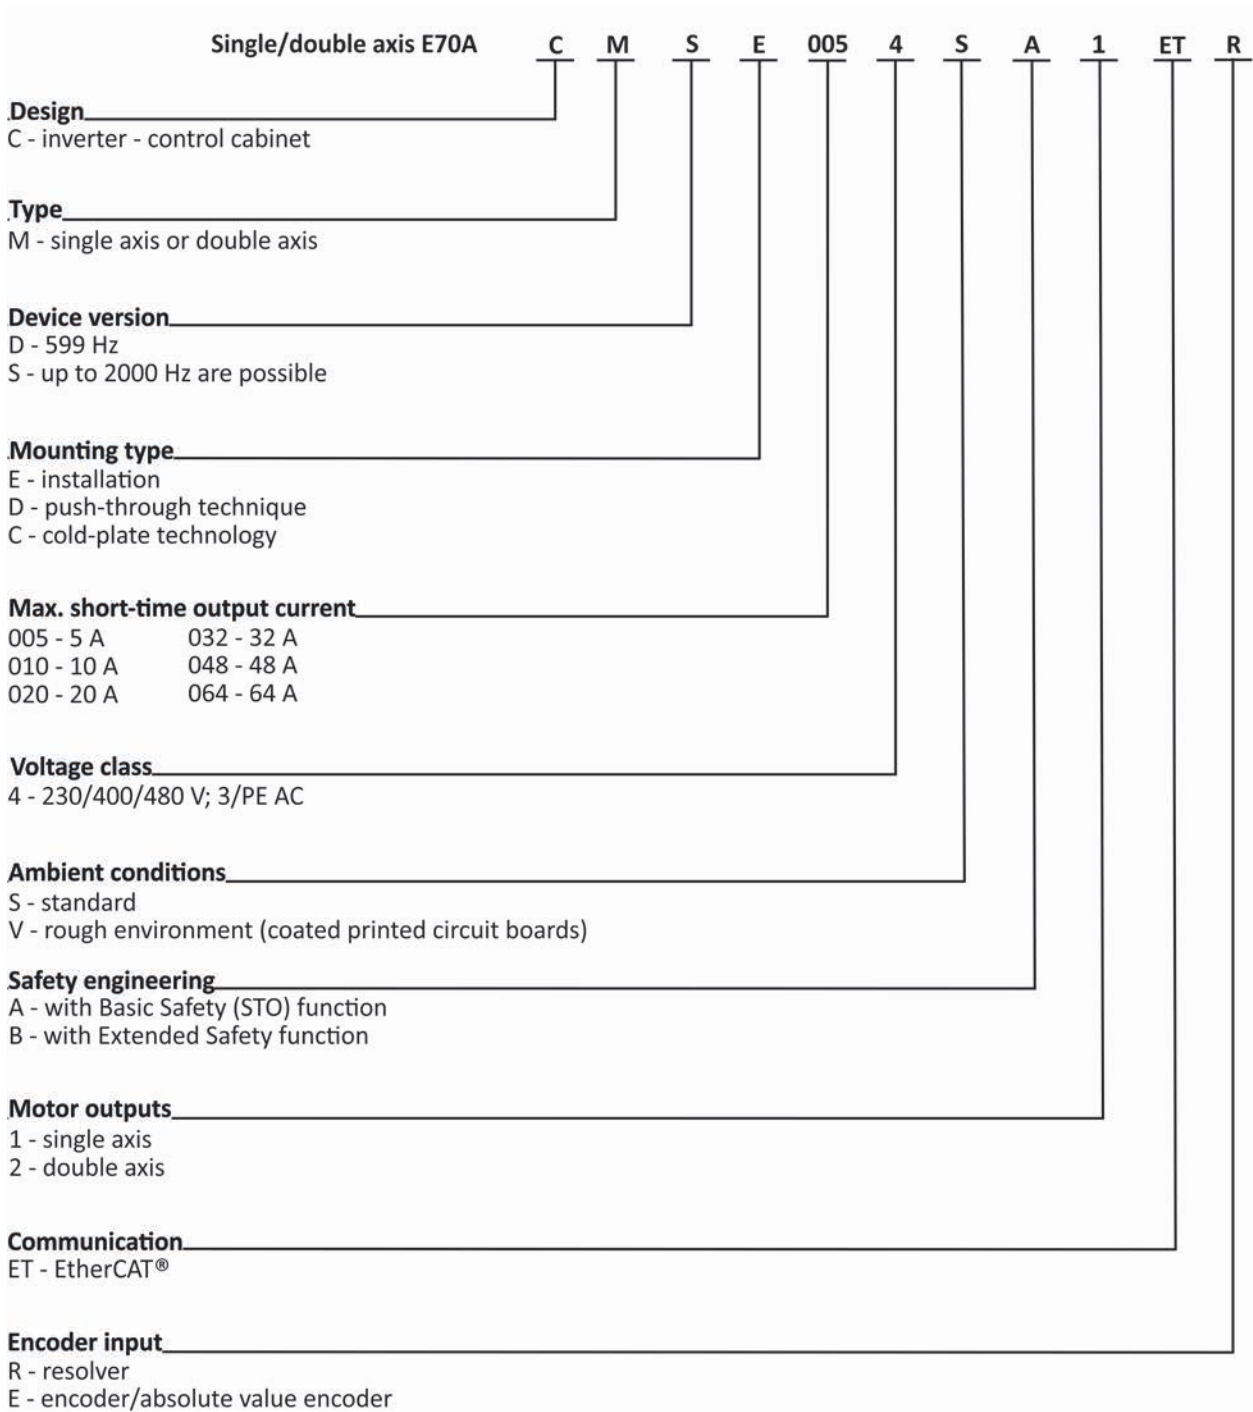 Single/double axis E70A C M S E 005 4 S A 1 ET R
Design
C - inverter - control cabinet
Type
M - single axis or double axis
Device version
D - 599 Hz
S - up to 2000 Hz are possible
Mounting type
E - installation
D - push-through technique
C - cold-plate technology
Max. short-time output current
005 - 5 A 032 - 32 A
010 - 10 A 048 - 48 A
020 - 20 A 064 - 64 A
Voltage class
4 - 230/400/480 V; 3/PE AC
Ambient conditions
S - standard
V - rough environment (coated printed circuit boards)
Safety engineering
A - with Basic Safety (STO) function
B - with Extended Safety function
Motor outputs
1 - single axis
2 - double axis
Communication
ET - EtherCAT®
Encoder input
R - resolver
E - encoder/absolute value encoder